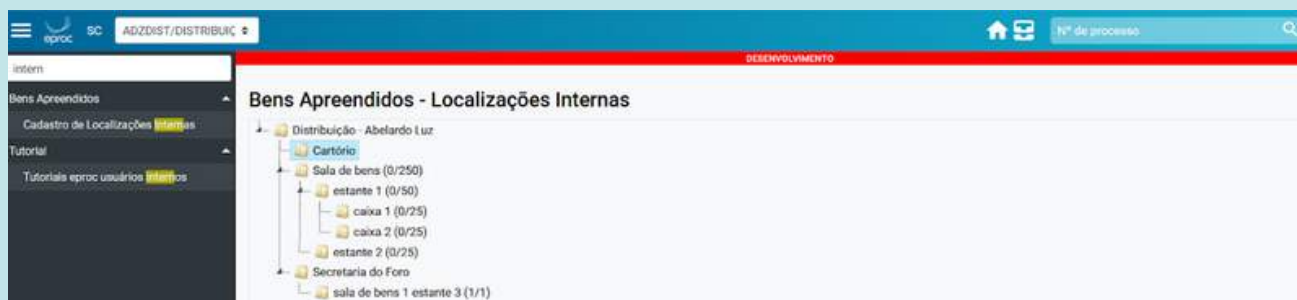 eproc SC ADZDIST/DISTRIBUIÇ Nº de processo
DESENVOLVIMENTO
intern
Bens Apreendidos
Cadastro de Localizações Internas
Tutorial
Tutoriais eproc usuários internos
Bens Apreendidos - Localizações Internas
Distribuição - Abelardo Luz
Cartório
Sala de bens (0/250)
estante 1 (0/50)
caixa 1 (0/25)
caixa 2 (0/25)
estante 2 (0/25)
Secretaria do Foro
sala de bens 1 estante 3 (1/1)